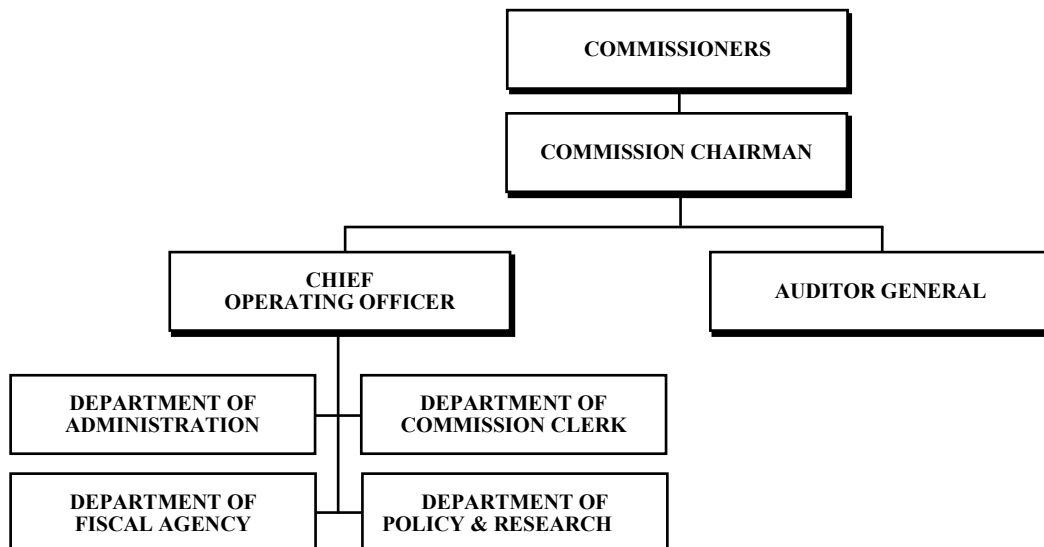 COMMISSIONERS
COMMISSION CHAIRMAN
CHIEF
OPERATING OFFICER
AUDITOR GENERAL
DEPARTMENT OF
ADMINISTRATION
DEPARTMENT OF
COMMISSION CLERK
DEPARTMENT OF
FISCAL AGENCY
DEPARTMENT OF
POLICY & RESEARCH